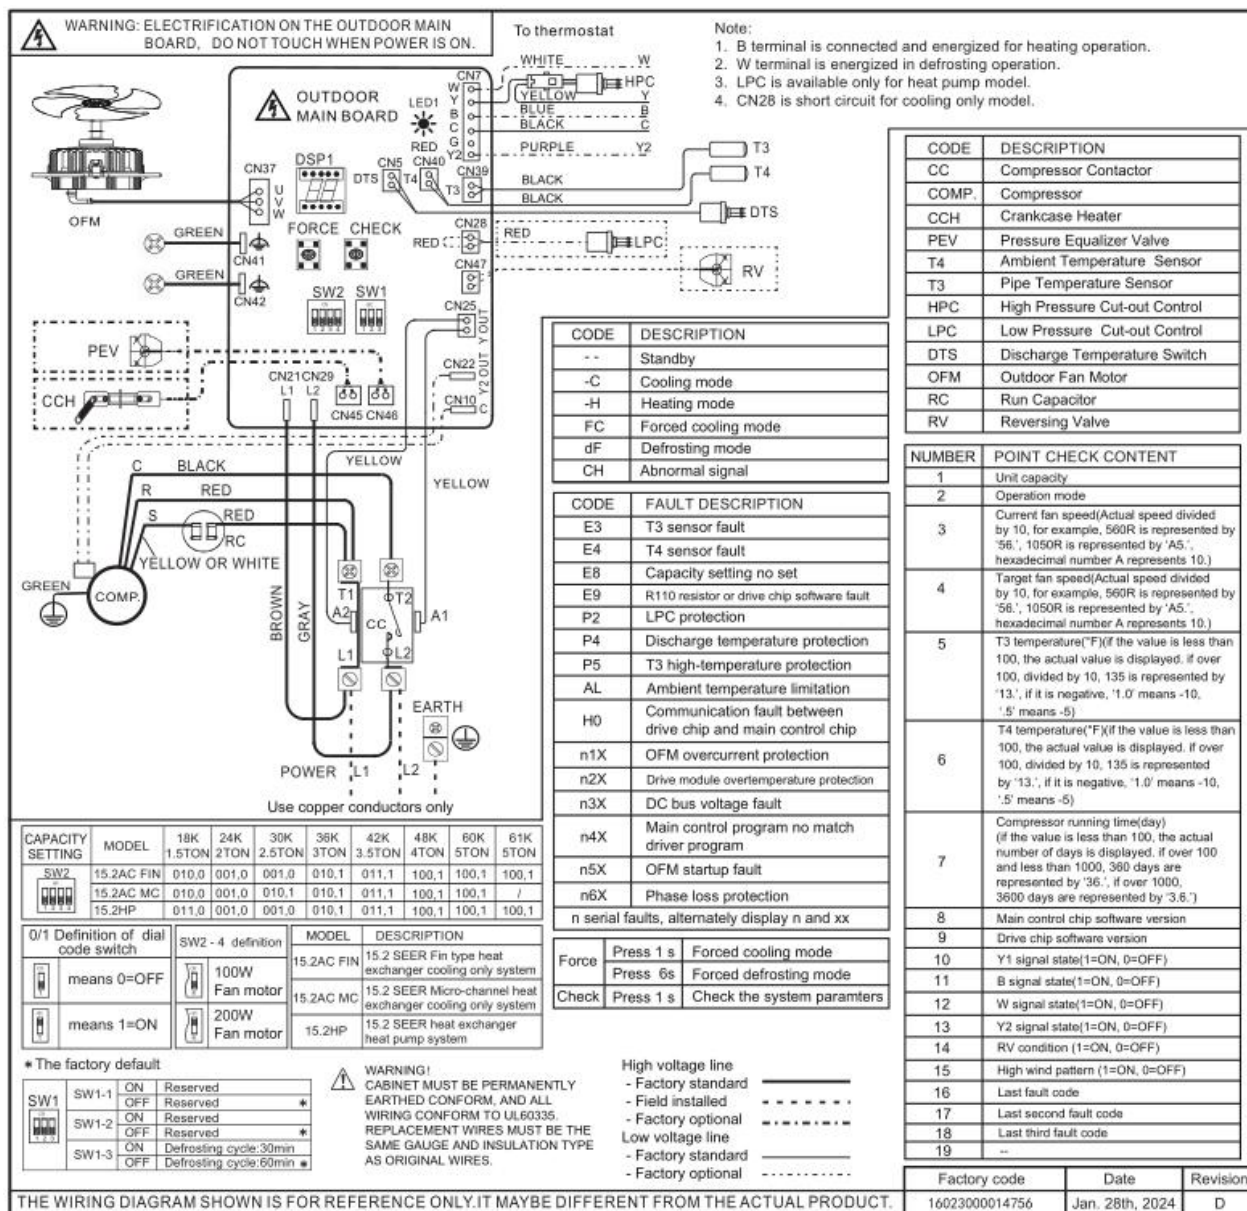 WARNING: ELECTRIFICATION ON THE OUTDOOR MAIN
BOARD, DO NOT TOUCH WHEN POWER IS ON.
To thermostat
Note:
1. B terminal is connected and energized for heating operation.
2. W terminal is energized in defrosting operation.
3. LPC is available only for heat pump model.
4. CN28 is short circuit for cooling only model.
OUTDOOR
MAIN BOARD
LED1
RED
CN7
W
Y
B
C
G
Y2
WHITE W
HPC
YELLOW Y
BLUE B
BLACK C
PURPLE Y2
OFM
CN37
U
V
W
DSP1
CN5
DTS
CN40
T4
CN39
T3
BLACK
BLACK
T3
T4
DTS
GREEN
CN41
GREEN
CN42
FORCE CHECK
CN28
RED
RED
LPC
CN47
RV
SW2 SW1
CN25
Y OUT
PEV
CCH
CN21 CN29
L1 L2
CN45 CN46
CN22
Y2 OUT
CN10
C
C BLACK
R RED
S RED
RC
YELLOW OR WHITE
YELLOW
YELLOW
GREEN
COMP.
BROWN
GRAY
T1
T2
A2
A1
CC
L1
L2
EARTH
POWER L1 L2
Use copper conductors only
CODE DESCRIPTION
CC Compressor Contactor
COMP. Compressor
CCH Crankcase Heater
PEV Pressure Equalizer Valve
T4 Ambient Temperature Sensor
T3 Pipe Temperature Sensor
HPC High Pressure Cut-out Control
LPC Low Pressure Cut-out Control
DTS Discharge Temperature Switch
OFM Outdoor Fan Motor
RC Run Capacitor
RV Reversing Valve
CODE DESCRIPTION
- - Standby
-C Cooling mode
-H Heating mode
FC Forced cooling mode
dF Defrosting mode
CH Abnormal signal
CODE FAULT DESCRIPTION
E3 T3 sensor fault
E4 T4 sensor fault
E8 Capacity setting no set
E9 R110 resistor or drive chip software fault
P2 LPC protection
P4 Discharge temperature protection
P5 T3 high-temperature protection
AL Ambient temperature limitation
H0 Communication fault between
drive chip and main control chip
n1X OFM overcurrent protection
n2X Drive module overtemperature protection
n3X DC bus voltage fault
n4X Main control program no match
driver program
n5X OFM startup fault
n6X Phase loss protection
n serial faults, alternately display n and xx
Force Press 1 s Forced cooling mode
Press 6s Forced defrosting mode
Check Press 1 s Check the system paramters
NUMBER POINT CHECK CONTENT
1 Unit capacity
2 Operation mode
3 Current fan speed(Actual speed divided
by 10, for example, 560R is represented by
'56.', 1050R is represented by 'A5.',
hexadecimal number A represents 10.)
4 Target fan speed(Actual speed divided
by 10, for example, 560R is represented by
'56.', 1050R is represented by 'A5.',
hexadecimal number A represents 10.)
5 T3 temperature(°F)(if the value is less than
100, the actual value is displayed. if over
100, divided by 10, 135 is represented by
'13.', if it is negative, '1.0' means -10,
'.5' means -5)
6 T4 temperature(°F)(if the value is less than
100, the actual value is displayed. if over
100, divided by 10, 135 is represented
by '13.', if it is negative, '1.0' means -10,
'.5' means -5)
7 Compressor running time(day)
(if the value is less than 100, the actual
number of days is displayed. if over 100
and less than 1000, 360 days are
represented by '36.', if over 1000,
3600 days are represented by '3.6.')
8 Main control chip software version
9 Drive chip software version
10 Y1 signal state(1=ON, 0=OFF)
11 B signal state(1=ON, 0=OFF)
12 W signal state(1=ON, 0=OFF)
13 Y2 signal state(1=ON, 0=OFF)
14 RV condition (1=ON, 0=OFF)
15 High wind pattern (1=ON, 0=OFF)
16 Last fault code
17 Last second fault code
18 Last third fault code
19 --
CAPACITY SETTING MODEL 18K 1.5TON 24K 2TON 30K 2.5TON 36K 3TON 42K 3.5TON 48K 4TON 60K 5TON 61K 5TON
SW2
15.2AC FIN 010,0 001,0 001,0 010,1 011,1 100,1 100,1 100,1
15.2AC MC 010,0 001,0 010,1 010,1 011,1 100,1 100,1 /
15.2HP 011,0 001,0 001,0 010,1 011,1 100,1 100,1 100,1
0/1 Definition of dial
code switch
means 0=OFF
means 1=ON
SW2 - 4 definition
100W
Fan motor
200W
Fan motor
MODEL DESCRIPTION
15.2AC FIN 15.2 SEER Fin type heat
exchanger cooling only system
15.2AC MC 15.2 SEER Micro-channel heat
exchanger cooling only system
15.2HP 15.2 SEER heat exchanger
heat pump system
* The factory default
SW1
SW1-1 ON Reserved
OFF Reserved *
SW1-2 ON Reserved
OFF Reserved *
SW1-3 ON Defrosting cycle:30min
OFF Defrosting cycle:60min *
WARNING!
CABINET MUST BE PERMANENTLY
EARTHED CONFORM, AND ALL
WIRING CONFORM TO UL60335.
REPLACEMENT WIRES MUST BE THE
SAME GAUGE AND INSULATION TYPE
AS ORIGINAL WIRES.
High voltage line
- Factory standard
- Field installed
- Factory optional
Low voltage line
- Factory standard
- Factory optional
THE WIRING DIAGRAM SHOWN IS FOR REFERENCE ONLY.IT MAYBE DIFFERENT FROM THE ACTUAL PRODUCT.
Factory code Date Revision
16023000014756 Jan. 28th, 2024 D